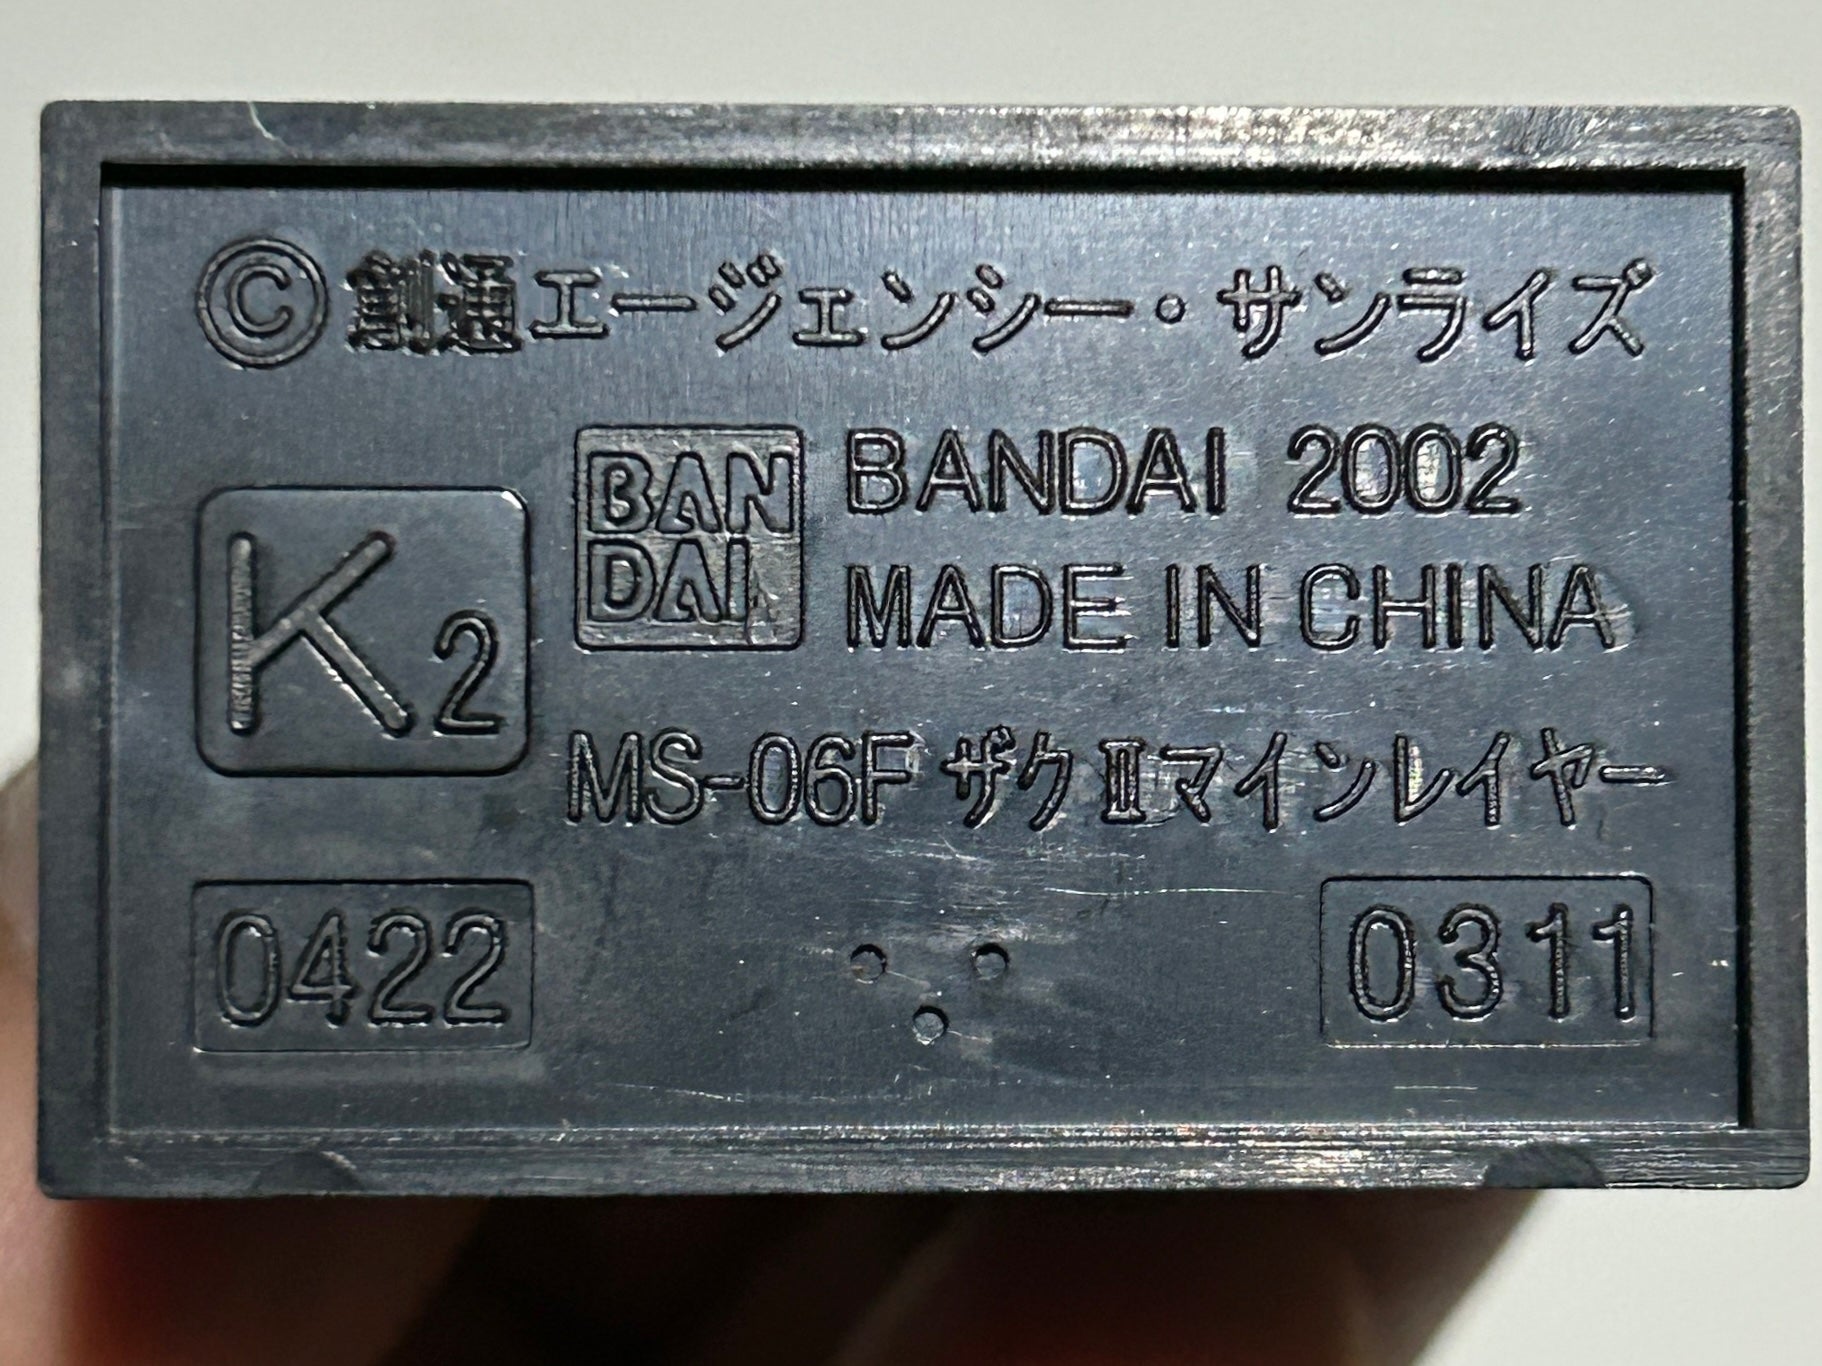 ©創通エージェンシー・サンライズ
K2
BAN
DAI
BANDAI 2002
MADE IN CHINA
MS-06F ザクⅡマインレイヤー
0422
0311